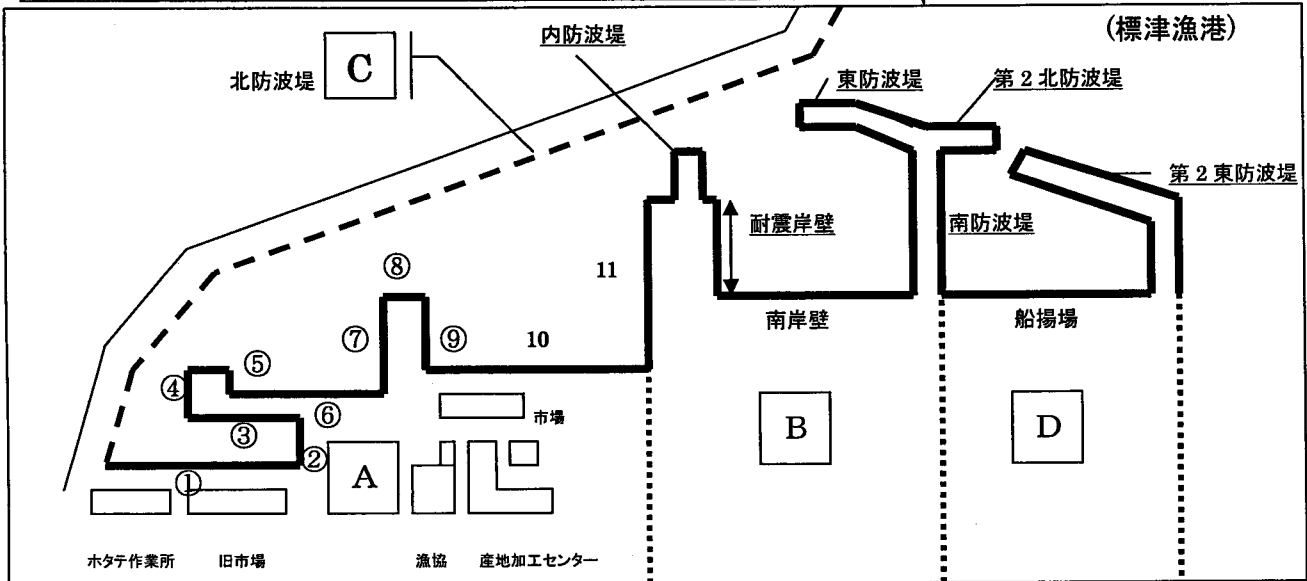 (標津漁港)
内防波堤
C
北防波堤
東防波堤
第2北防波堤
第2東防波堤
耐震岸壁
南防波堤
⑧
11
⑦
⑨
10
南岸壁
船揚場
⑤
④
⑥
③
②
①
市場
A
B
D
ホタテ作業所
旧市場
漁協
産地加工センター